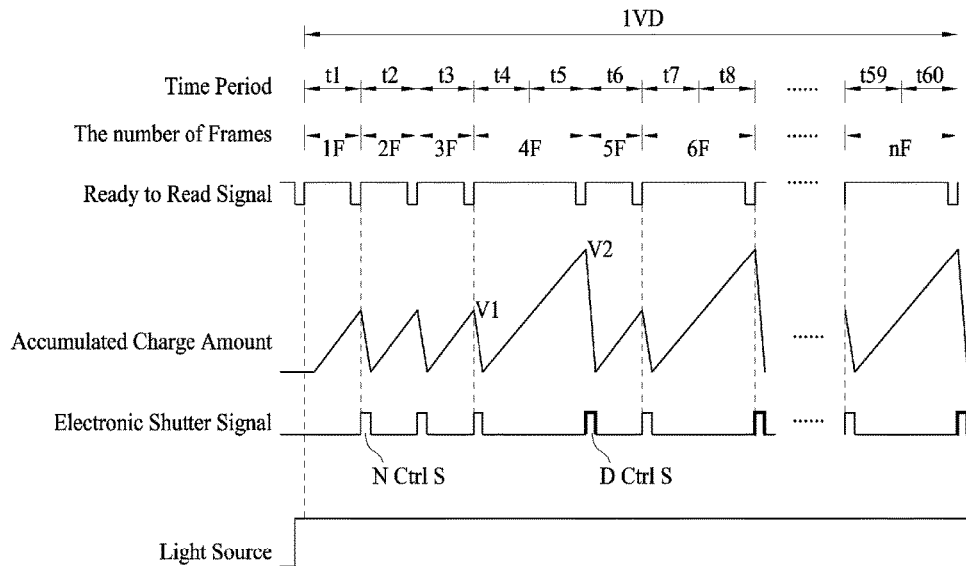 1VD
Time Period t1 t2 t3 t4 t5 t6 t7 t8 ...... t59 t60
The number of Frames 1F 2F 3F 4F 5F 6F ...... nF
Ready to Read Signal ......
V2
V1
Accumulated Charge Amount ......
Electronic Shutter Signal ......
N Ctrl S D Ctrl S
Light Source